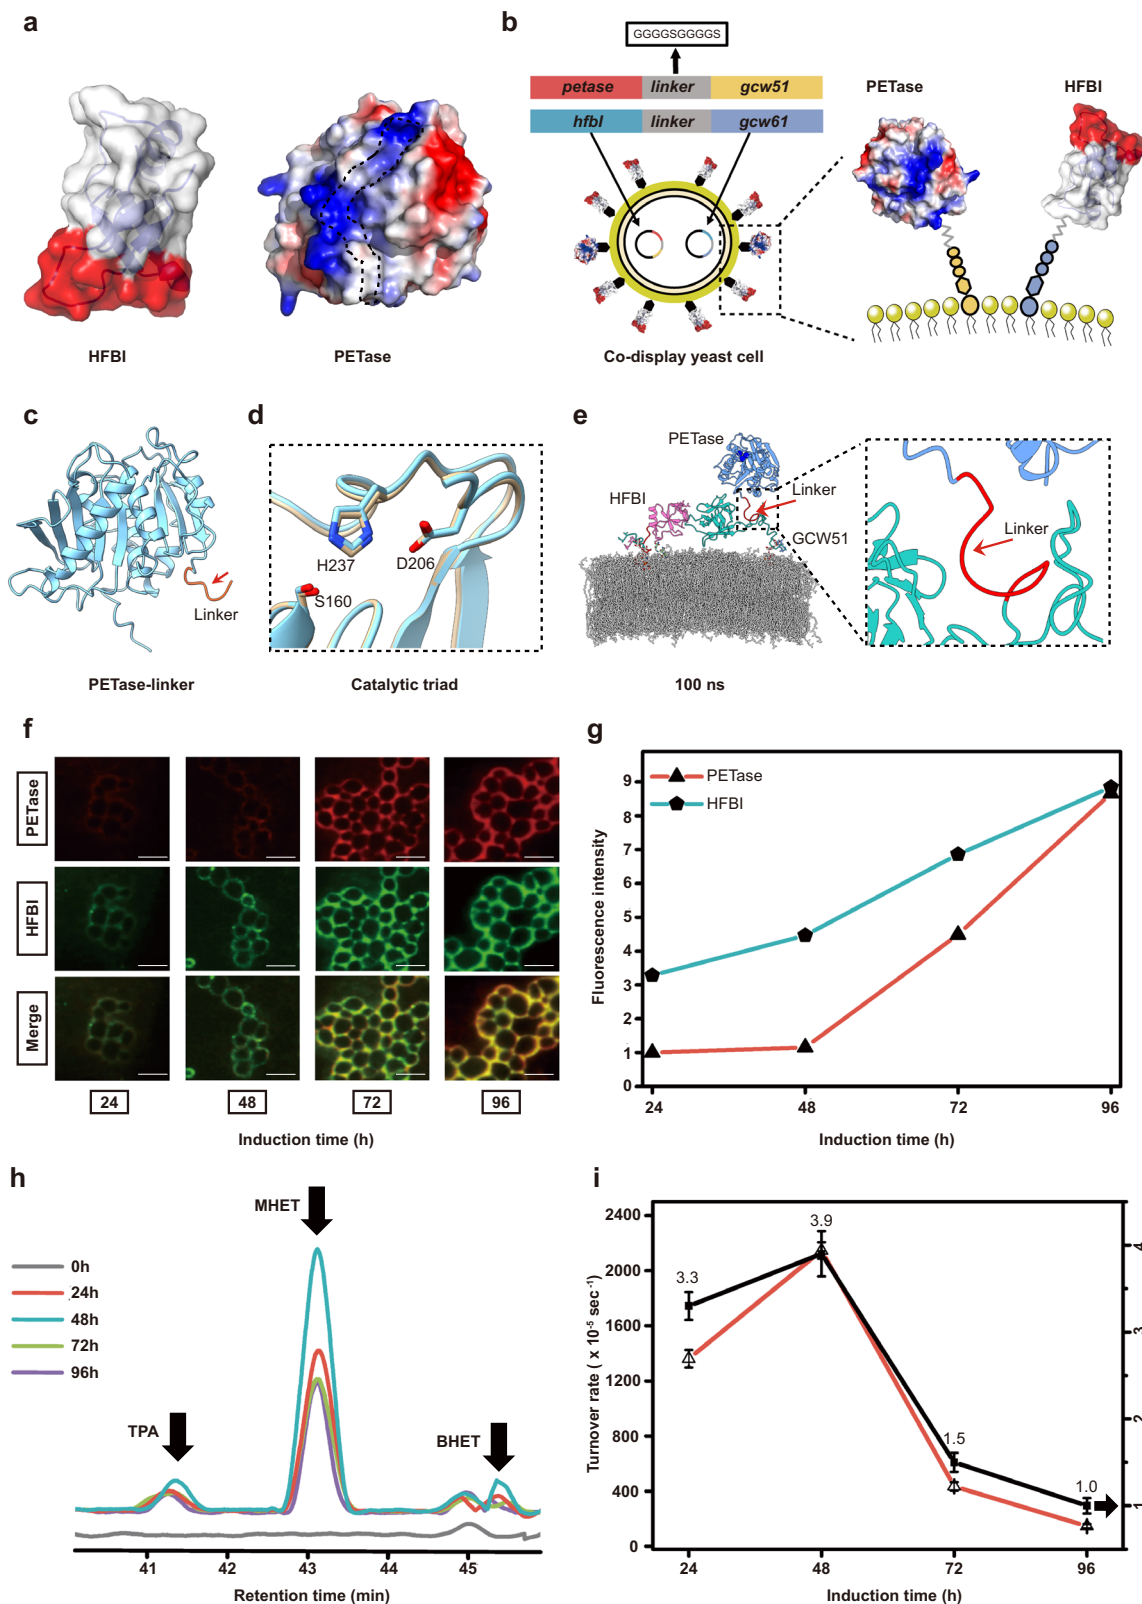 a
HFBI
PETase
b
GGGGSGGGGS
petase linker gcw51
hfbI linker gcw61
Co-display yeast cell
PETase
HFBI
c
Linker
PETase-linker
d
H237
D206
S160
Catalytic triad
e
PETase
HFBI
Linker
GCW51
Linker
100 ns
f
PETase
HFBI
Merge
24 48 72 96
Induction time (h)
g
PETase
HFBI
Fluorescence intensity
9
8
7
6
5
4
3
2
1
0
24 48 72 96
Induction time (h)
h
0h
24h
48h
72h
96h
TPA
MHET
BHET
41 42 43 44 45
Retention time (min)
i
Turnover rate ( x 10⁻⁵ sec⁻¹)
2400
2000
1600
1200
800
400
0
3.3
3.9
1.5
1.0
4
3
2
1
24 48 72 96
Induction time (h)